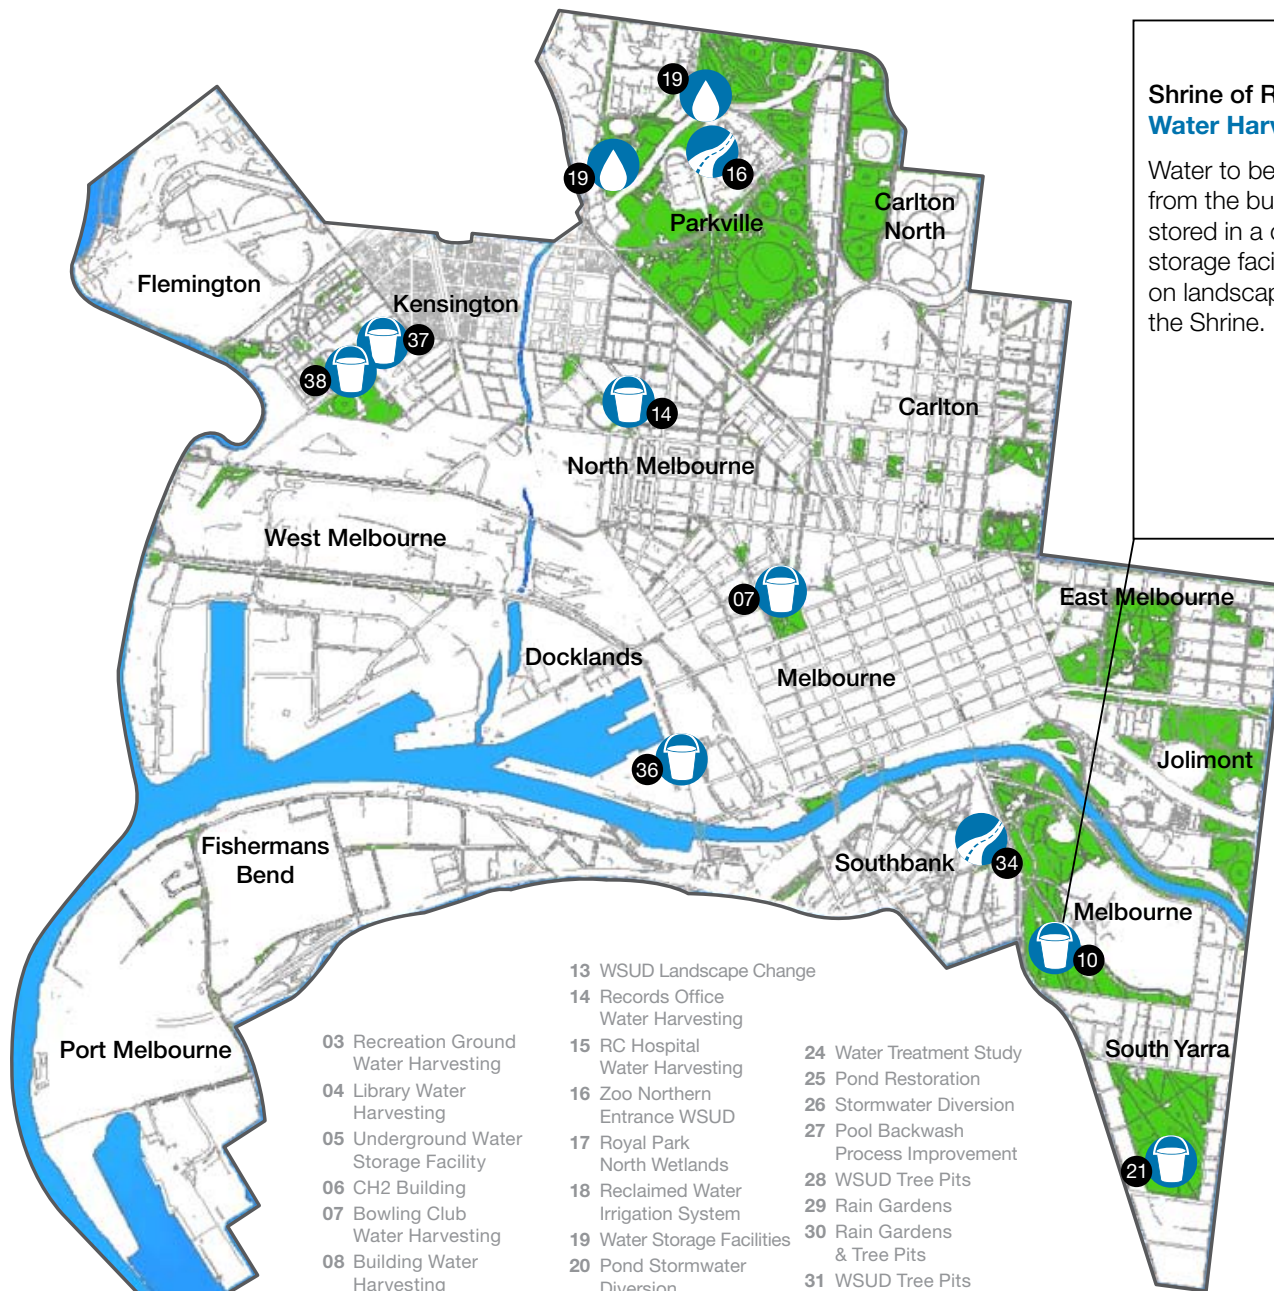 19
19
16
Parkville
Carlton
North
Flemington
Kensington
37
38
14
Carlton
North Melbourne
West Melbourne
07
East Melbourne
Docklands
Melbourne
36
Jolimont
Fishermans
Bend
Southbank
34
Melbourne
10
Port Melbourne
South Yarra
21
Shrine of
Water
Water to be
from the
stored in a
storage
on
the Shrine.
03 Recreation Ground
Water Harvesting
04 Library Water
Harvesting
05 Underground Water
Storage Facility
06 CH2 Building
07 Bowling Club
Water Harvesting
08 Building Water
Harvesting
13 WSUD Landscape Change
14 Records Office
Water Harvesting
15 RC Hospital
Water Harvesting
16 Zoo Northern
Entrance WSUD
17 Royal Park
North Wetlands
18 Reclaimed Water
Irrigation System
19 Water Storage Facilities
20 Pond Stormwater
Diversion
24 Water Treatment Study
25 Pond Restoration
26 Stormwater Diversion
27 Pool Backwash
Process Improvement
28 WSUD Tree Pits
29 Rain Gardens
30 Rain Gardens
& Tree Pits
31 WSUD Tree Pits